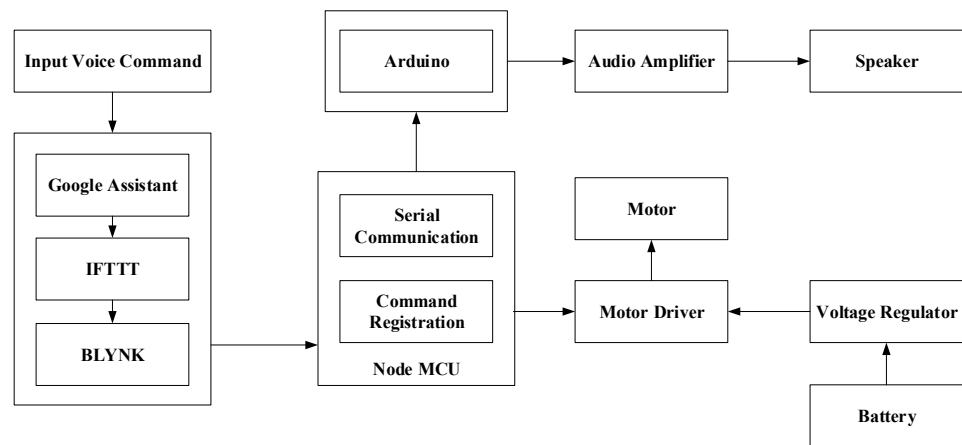 Input Voice Command
Google Assistant
IFTTT
BLYNK
Arduino
Audio Amplifier
Speaker
Serial
Communication
Command
Registration
Node MCU
Motor
Motor Driver
Voltage Regulator
Battery